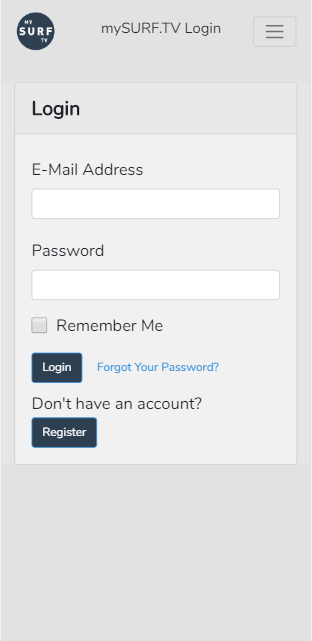 MY
SURF
TV
mySURF.TV Login
Login
E-Mail Address
Password
Remember Me
Login Forgot Your Password?
Don't have an account?
Register